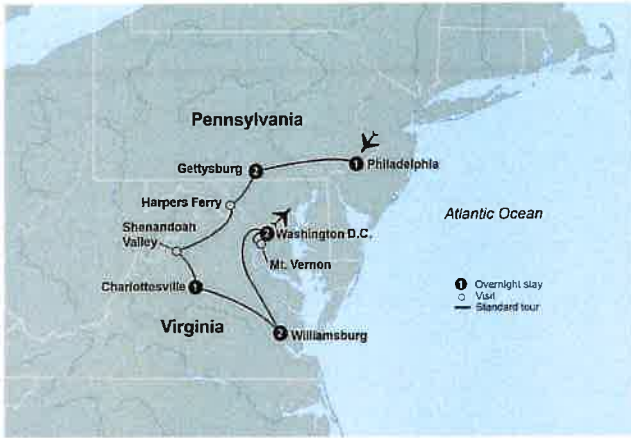 Pennsylvania
1
Philadelphia
Gettysburg
2
Harpers Ferry
Atlantic Ocean
Shenandoah
Valley
2
Washington D.C.
Mt. Vernon
Charlottesville
1
1 Overnight stay
Visit
Standard tour
Virginia
2
Williamsburg